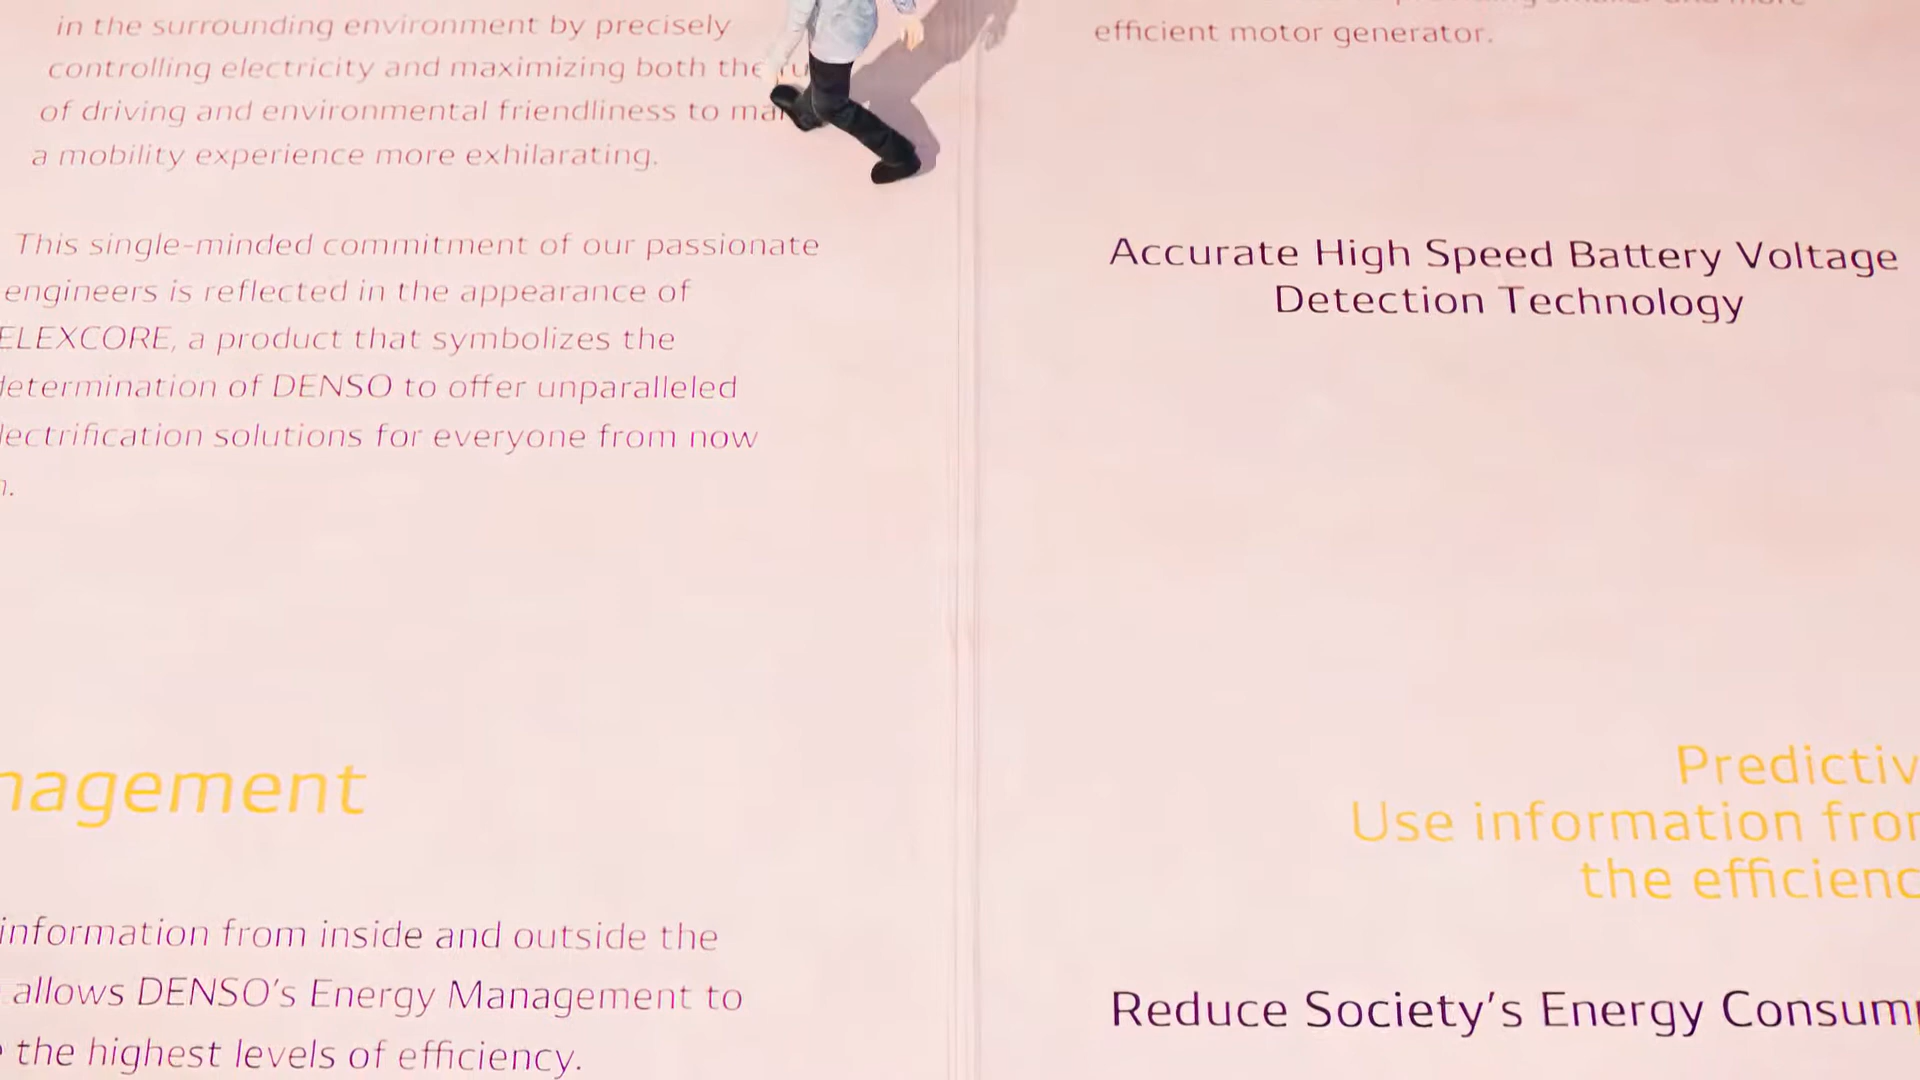 in the surrounding environment by precisely
controlling electricity and maximizing both the
of driving and environmental friendliness to
a mobility experience more exhilarating.
This single-minded commitment of our passionate
engineers is reflected in the appearance of
ELEXCORE, a product that symbolizes the
determination of DENSO to offer unparalleled
lectrification solutions for everyone from now
nagement
information from inside and outside the
allows DENSO's Energy Management to
the highest levels of efficiency.
efficient motor generator.
Accurate High Speed Battery Voltage
Detection Technology
Predictiv
Use information from
the efficienc
Reduce Society's Energy Consum